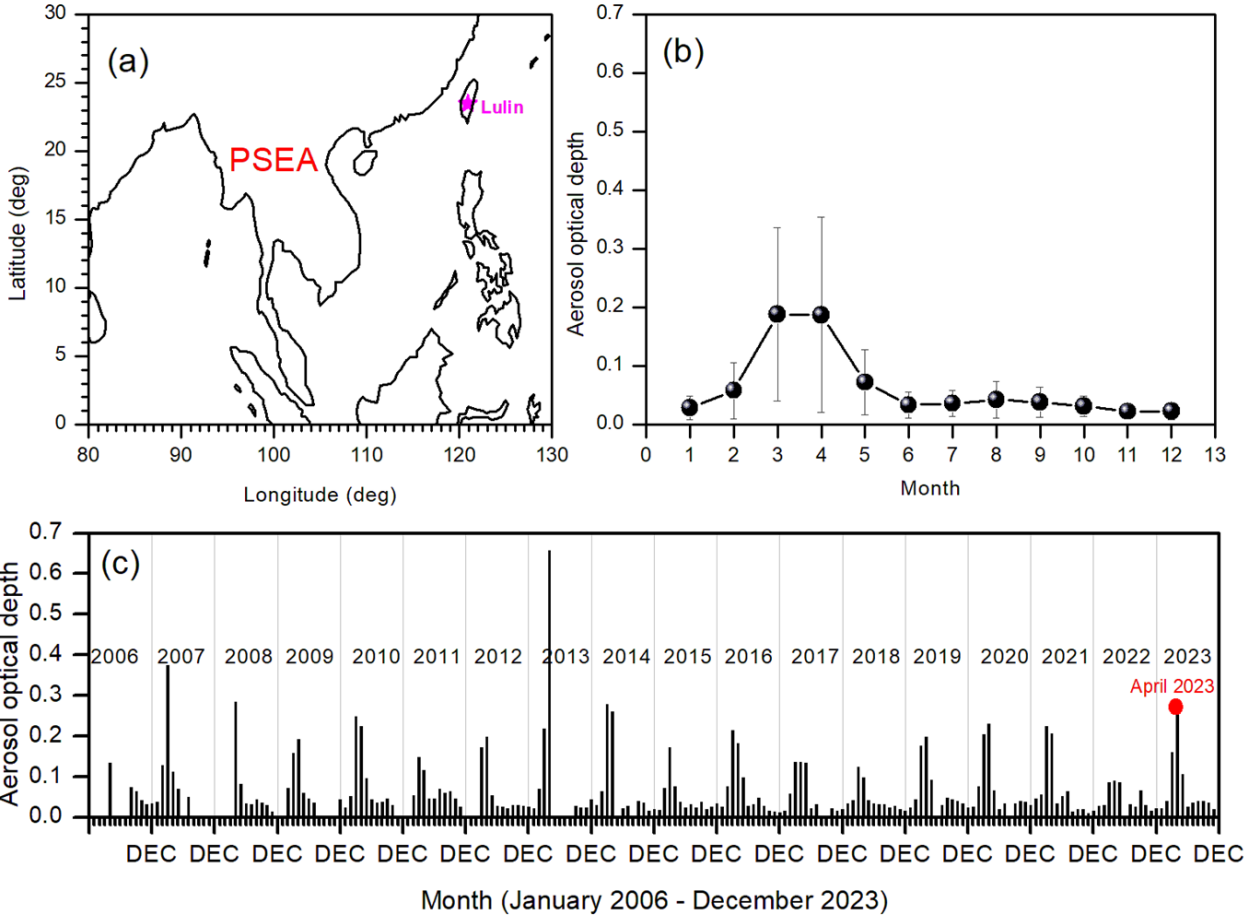 (a)
30
25
20
15
10
5
0
Latitude (deg)
PSEA
Lulin
80 90 100 110 120 130
Longitude (deg)
(b)
0.7
0.6
0.5
0.4
0.3
0.2
0.1
0.0
Aerosol optical depth
0 1 2 3 4 5 6 7 8 9 10 11 12 13
Month
(c)
0.7
0.6
0.5
0.4
0.3
0.2
0.1
0.0
Aerosol optical depth
2006 2007 2008 2009 2010 2011 2012 2013 2014 2015 2016 2017 2018 2019 2020 2021 2022 2023
April 2023
DEC DEC DEC DEC DEC DEC DEC DEC DEC DEC DEC DEC DEC DEC DEC DEC DEC DEC
Month (January 2006 - December 2023)